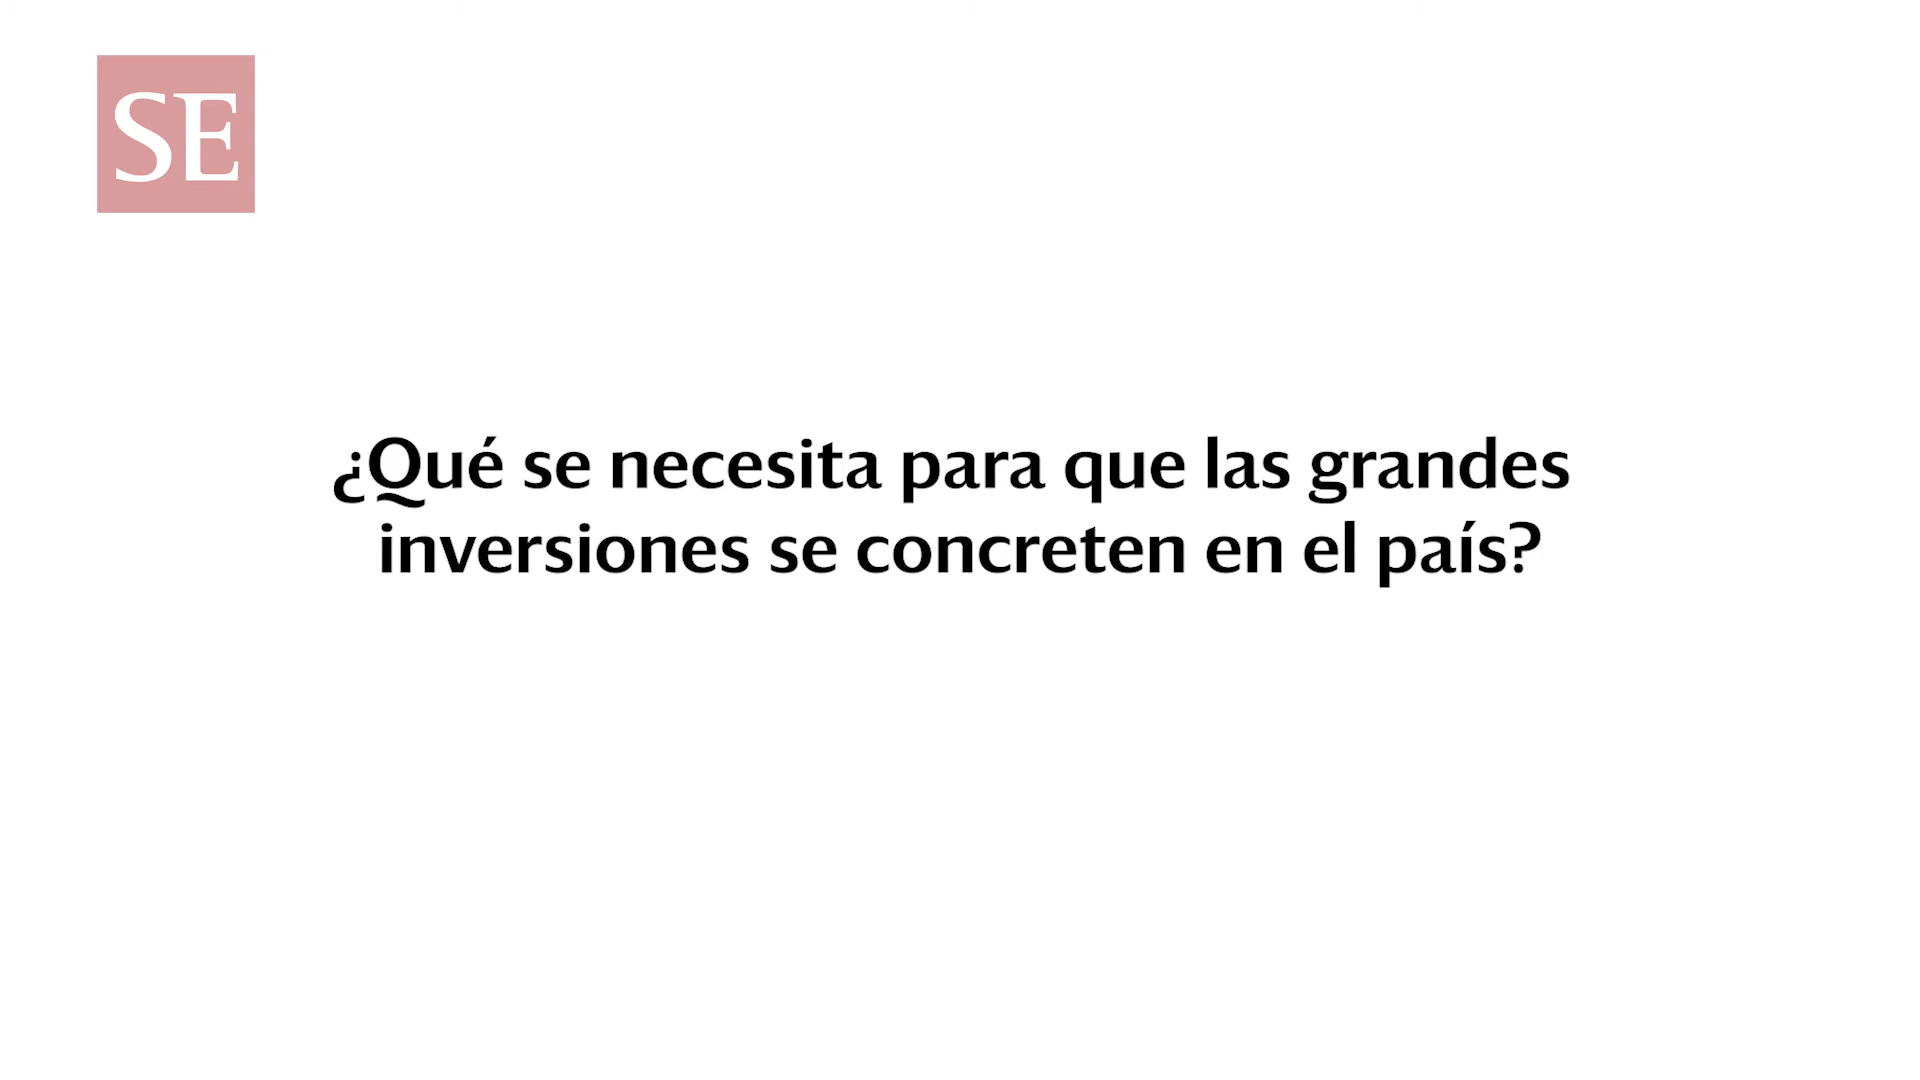 SE
¿Qué se necesita para que las grandes
inversiones se concreten en el país?